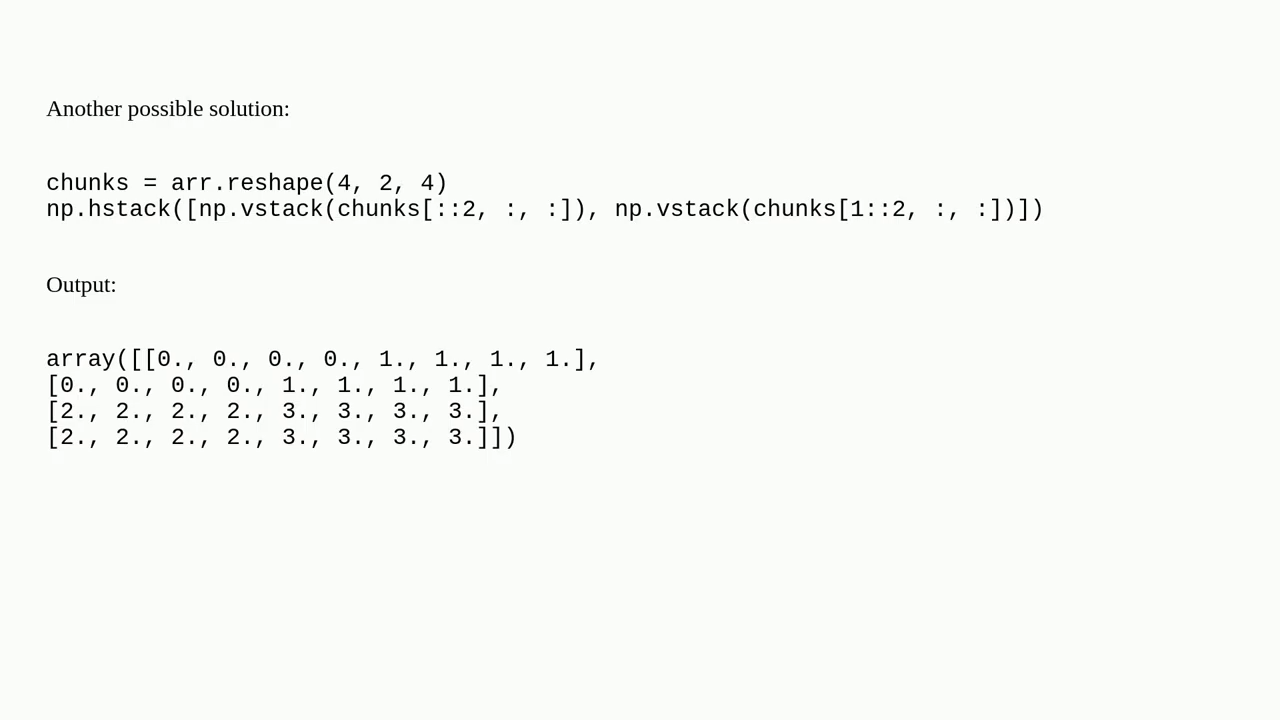 Another possible solution:
chunks = arr.reshape(4, 2, 4)
np.hstack([np.vstack(chunks[::2, :, :]), np.vstack(chunks[1::2, :, :])])
Output:
array([[0., 0., 0., 0., 1., 1., 1., 1.],
[0., 0., 0., 0., 1., 1., 1., 1.],
[2., 2., 2., 2., 3., 3., 3., 3.],
[2., 2., 2., 2., 3., 3., 3., 3.]])